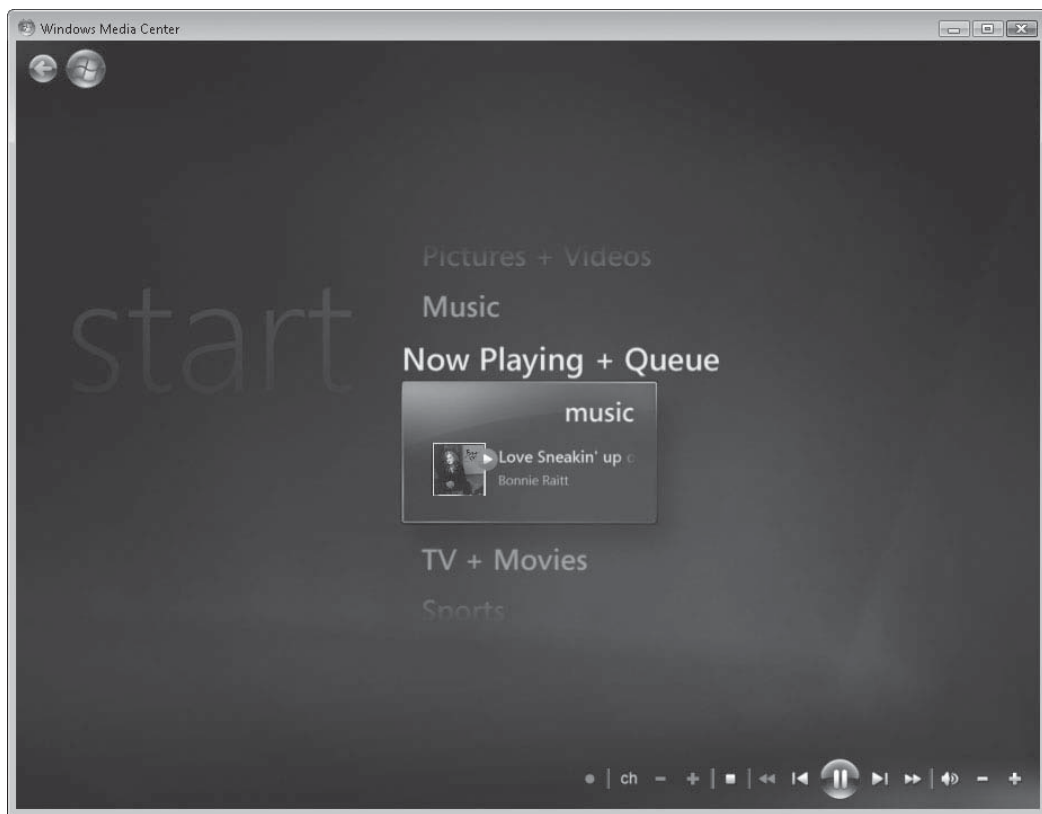 Windows Media Center
start
Pictures + Videos
Music
Now Playing + Queue
music
Love Sneakin' up
Bonnie Raitt
TV + Movies
Sports
ch